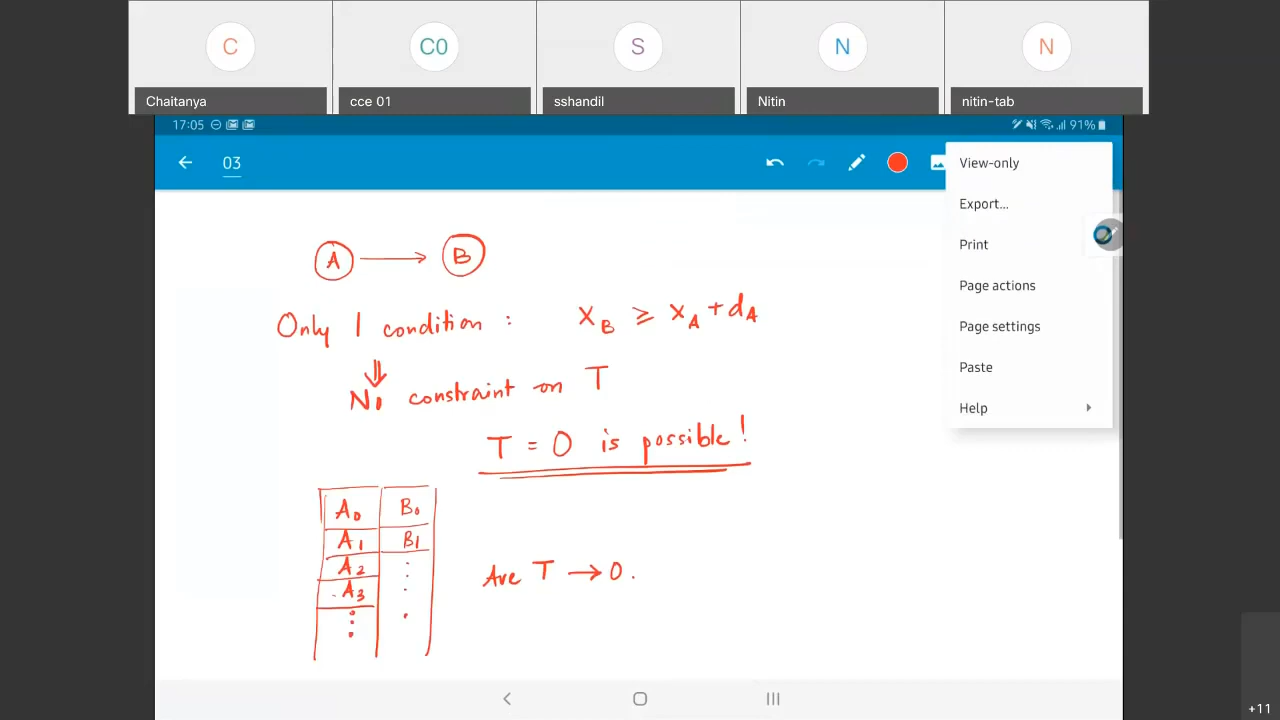 C
C0
S
N
N
Chaitanya
cce 01
sshandil
Nitin
nitin-tab
17:05
91%
03
View-only
Export...
Print
Page actions
Page settings
Paste
Help
A → B
Only 1 condition : x_B ≥ x_A + d_A
⇓
No constraint on T
T = 0 is possible!
A₀ B₀
A₁ B₁
A₂ :
A₃ .
: .
Ave T → 0.
+11